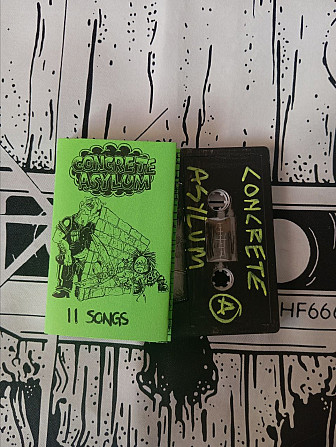 CONCRETE
ASYLUM
11 SONGS
CONCRETE
ASYLUM
A
HF666